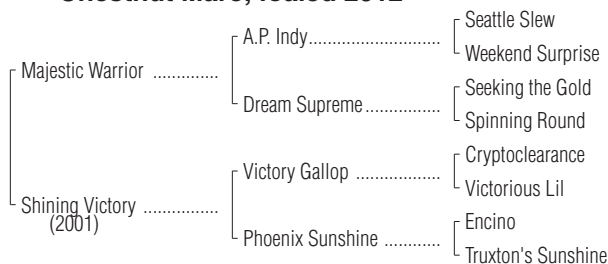 Chestnut Mare; foaled 2012
Seattle Slew
A.P. Indy..............................
Weekend Surprise
Majestic Warrior ...............
Seeking the Gold
Dream Supreme.................
Spinning Round
Cryptoclearance
Victory Gallop ...................
Victorious Lil
Shining Victory .................
(2001)
Encino
Phoenix Sunshine ............
Truxton's Sunshine